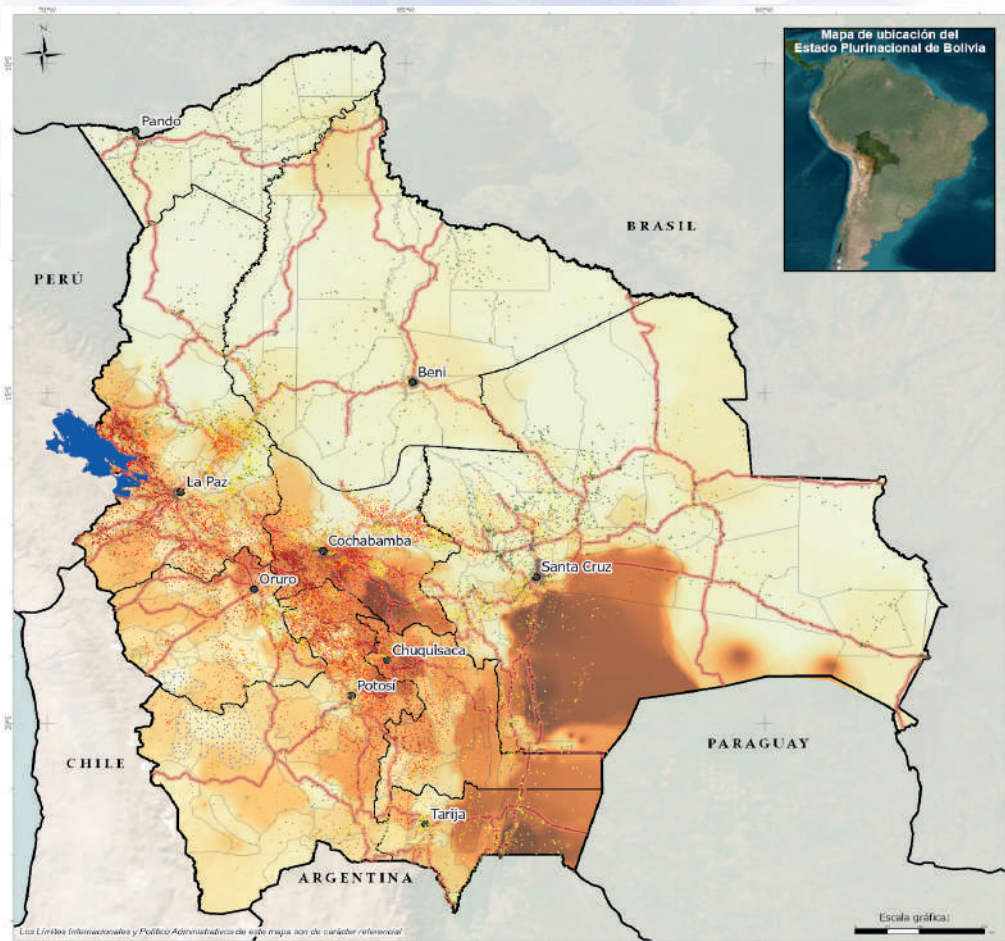 N
Mapa de ubicación del
Estado Plurinacional de Bolivia
Pando
BRASIL
PERÚ
Beni
La Paz
Cochabamba
Oruro
Santa Cruz
Chuquisaca
Potosí
CHILE
PARAGUAY
Tarija
ARGENTINA
Escala gráfica:
Los Límites Internacionales y Político Administrativos de este mapa son de carácter referencial